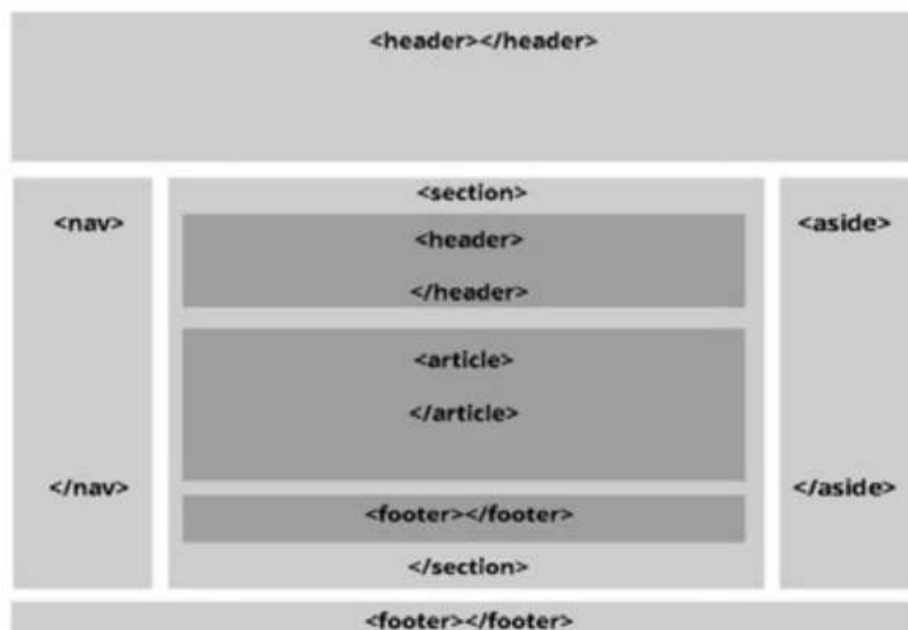 <header></header>
<nav>
</nav>
<section>
<header>
</header>
<article>
</article>
<footer></footer>
</section>
<aside>
</aside>
<footer></footer>